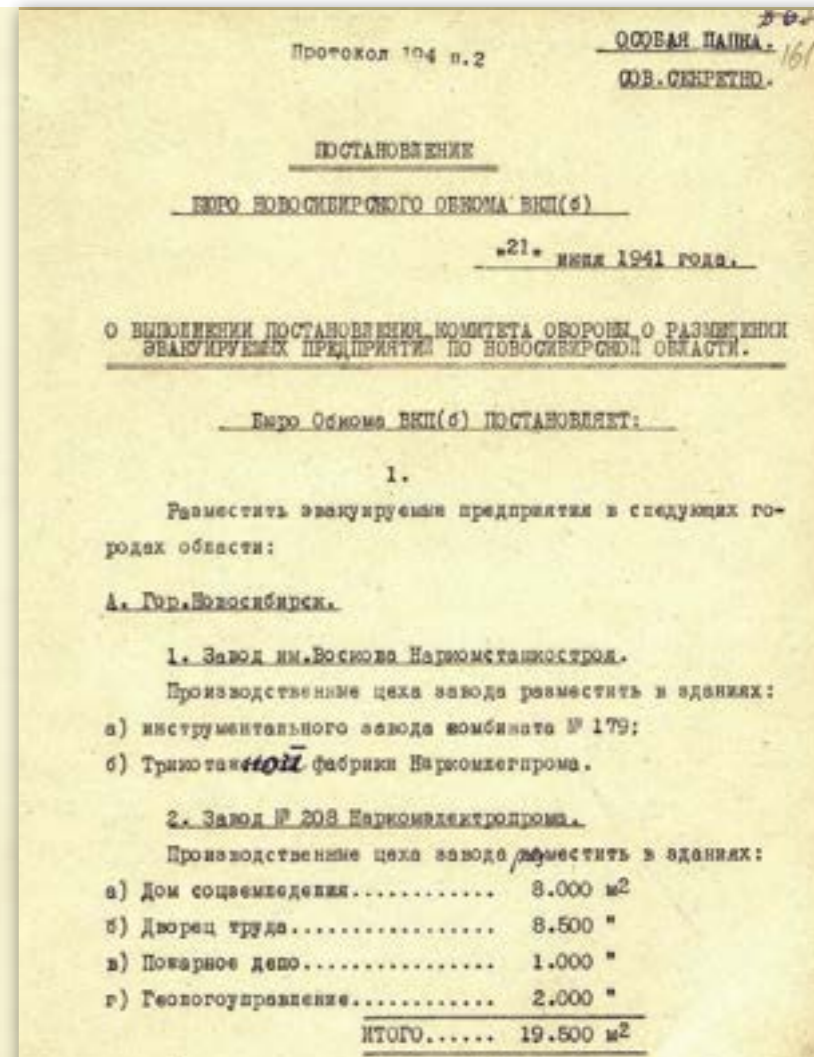 Протокол 194 п.2
ОСОБАЯ ПАПКА.
161
СОВ.СЕКРЕТНО.
ПОСТАНОВЛЕНИЕ
БЮРО НОВОСИБИРСКОГО ОБКОМА ВКП(б)
"21" июля 1941 года.
О ВЫПОЛНЕНИИ ПОСТАНОВЛЕНИЯ КОМИТЕТА ОБОРОНЫ О РАЗМЕЩЕНИИ
ЭВАКУИРУЕМЫХ ПРЕДПРИЯТИЙ ПО НОВОСИБИРСКОЙ ОБЛАСТИ.
Бюро Обкома ВКП(б) ПОСТАНОВЛЯЕТ:
1.
Разместить эвакуируемые предприятия в следующих го-
родах области:
А. Гор.Новосибирск.
1. Завод им.Воскова Наркомстанкостроя.
Производственные цеха завода разместить в зданиях:
а) инструментального завода комбината № 179;
б) Трикотажной фабрики Наркомлегпрома.
2. Завод № 208 Наркомэлектропрома.
Производственные цеха завода разместить в зданиях:
а) Дом соцземледелия............ 8.000 м2
б) Дворец труда................. 8.500 "
в) Пожарное депо................ 1.000 "
г) Геологоуправление............ 2.000 "
ИТОГО...... 19.500 м2